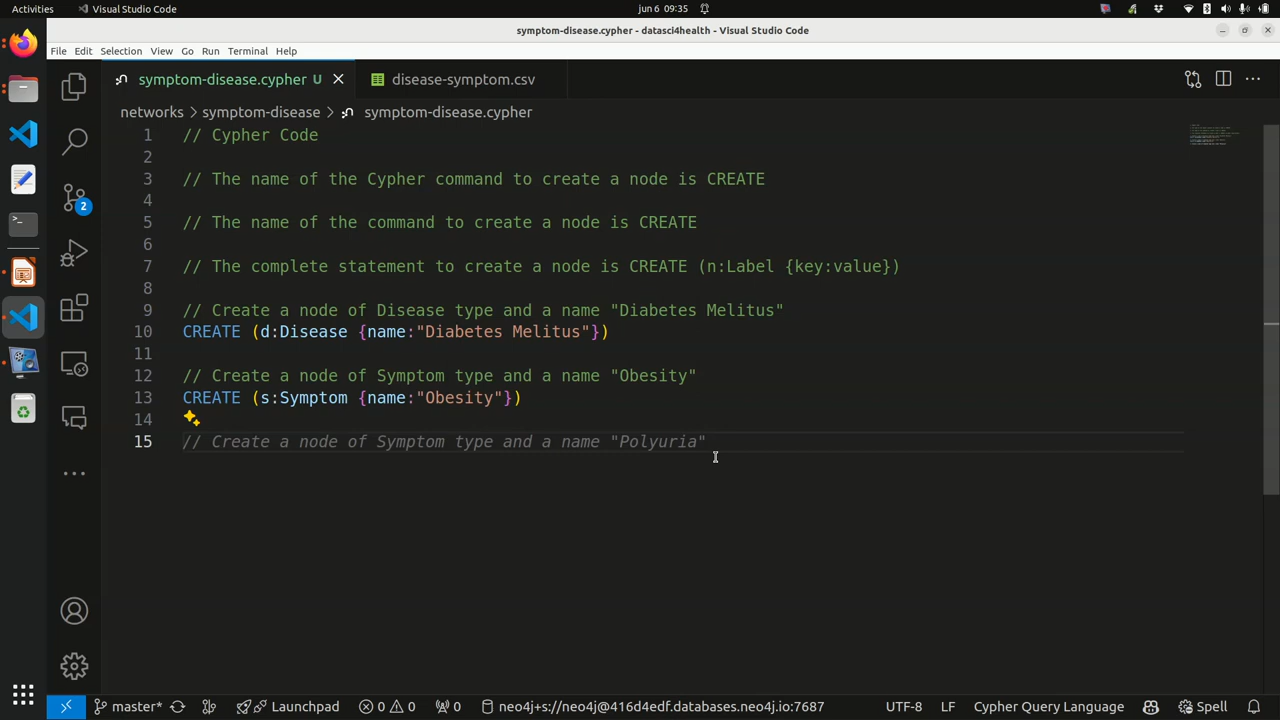 Activities
Visual Studio Code
jun 6 09:35
symptom-disease.cypher - datasci4health - Visual Studio Code
File Edit Selection View Go Run Terminal Help
symptom-disease.cypher U
disease-symptom.csv
networks > symptom-disease > symptom-disease.cypher
1 // Cypher Code
2
3 // The name of the Cypher command to create a node is CREATE
4
5 // The name of the command to create a node is CREATE
6
7 // The complete statement to create a node is CREATE (n:Label {key:value})
8
9 // Create a node of Disease type and a name "Diabetes Melitus"
10 CREATE (d:Disease {name:"Diabetes Melitus"})
11
12 // Create a node of Symptom type and a name "Obesity"
13 CREATE (s:Symptom {name:"Obesity"})
14
15 // Create a node of Symptom type and a name "Polyuria"
2
master* Launchpad 0 0 0 neo4j+s://neo4j@416d4edf.databases.neo4j.io:7687 UTF-8 LF Cypher Query Language Spell